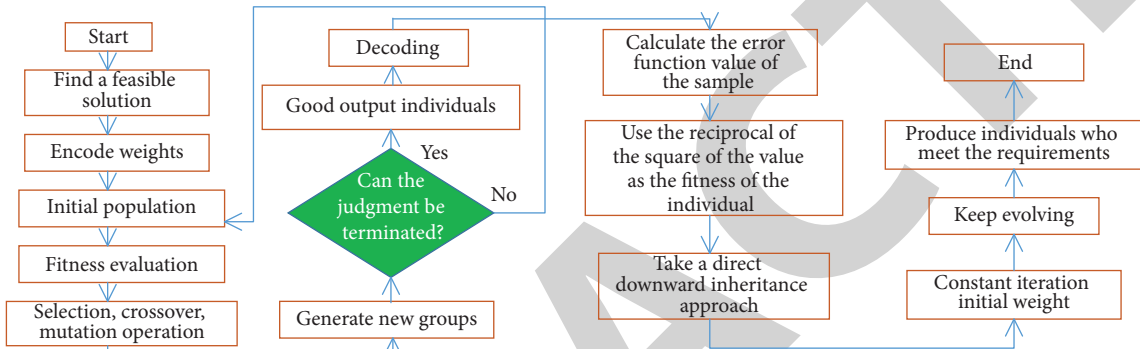 Start
Find a feasible
solution
Encode weights
Initial population
Fitness evaluation
Selection, crossover,
mutation operation
Decoding
Good output individuals
Yes
Can the
judgment be
terminated?
No
Generate new groups
Calculate the error
function value of
the sample
Use the reciprocal of
the square of the value
as the fitness of the
individual
Take a direct
downward inheritance
approach
End
Produce individuals who
meet the requirements
Keep evolving
Constant iteration
initial weight